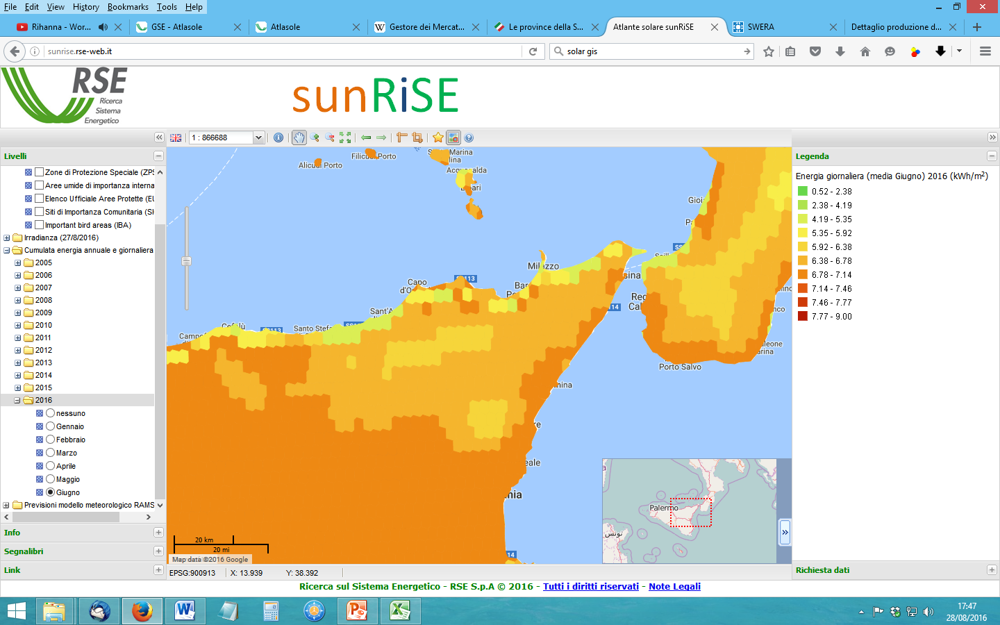 File Edit View History Bookmarks Tools Help
Rihanna - Wor...
GSE - Atlasole
Atlasole
Gestore dei Mercat...
Le province della S...
Atlante solare sunRiSE
SWERA
Dettaglio produzione d...
sunrise.rse-web.it
solar gis
RSE
Ricerca
Sistema
Energetico
sunRiSE
1 : 866688
Livelli
Zone di Protezione Speciale (ZPS
Aree umide di importanza interna
Elenco Ufficiale Aree Protette (EU
Siti di Importanza Comunitaria (SI
Important bird areas (IBA)
Irradianza (27/8/2016)
Cumulata energia annuale e giornaliera
2005
2006
2007
2008
2009
2010
2011
2012
2013
2014
2015
2016
nessuno
Gennaio
Febbraio
Marzo
Aprile
Maggio
Giugno
Previsioni modello meteorologico RAMS
Info
Segnalibri
Link
Alicudi Porto
Filicudi Porto
Marina
lina
Acquacalda
Lipari
Gioia
Milazzo
Capo
d'O
SS113
Bar
Sant'A
Santo Stef
Cefalù
Campof
sina
Reg
Cal
14
Porto Salvo
mina
re
eale
nia
14
Palermo
تونس
20 km
20 mi
Map data ©2016 Google
EPSG:900913 X: 13.939 Y: 38.392
Legenda
Energia giornaliera (media Giugno) 2016 (kWh/m²)
0.52 - 2.38
2.38 - 4.19
4.19 - 5.35
5.35 - 5.92
5.92 - 6.38
6.38 - 6.78
6.78 - 7.14
7.14 - 7.46
7.46 - 7.77
7.77 - 9.00
Richiesta dati
Ricerca sul Sistema Energetico - RSE S.p.A © 2016 - Tutti i diritti riservati - Note Legali
17:47
28/08/2016